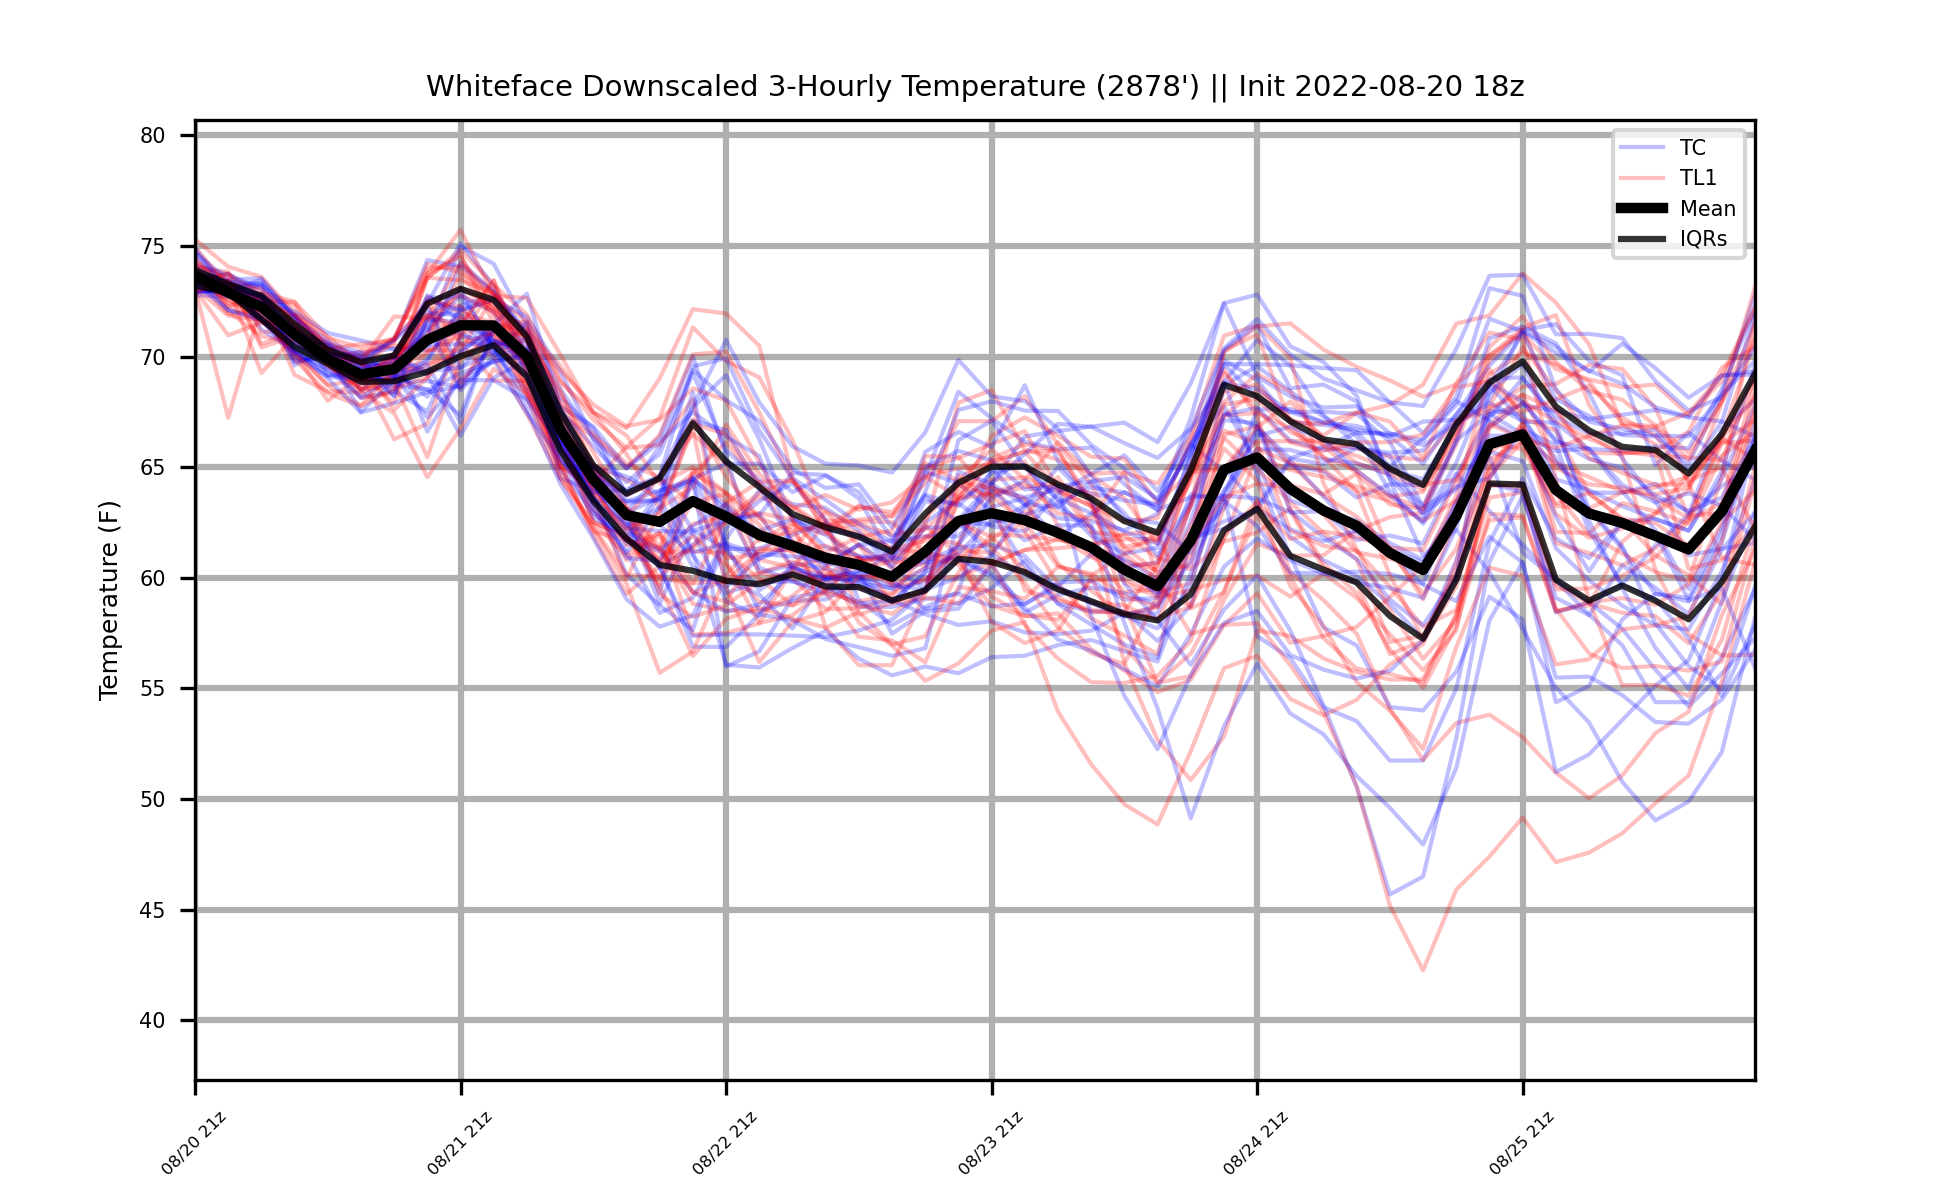 Whiteface Downscaled 3-Hourly Temperature (2878') || Init 2022-08-20 18z
TC
TL1
Mean
IQRs
Temperature (F)
80
75
70
65
60
55
50
45
40
08/20 21z
08/21 21z
08/22 21z
08/23 21z
08/24 21z
08/25 21z